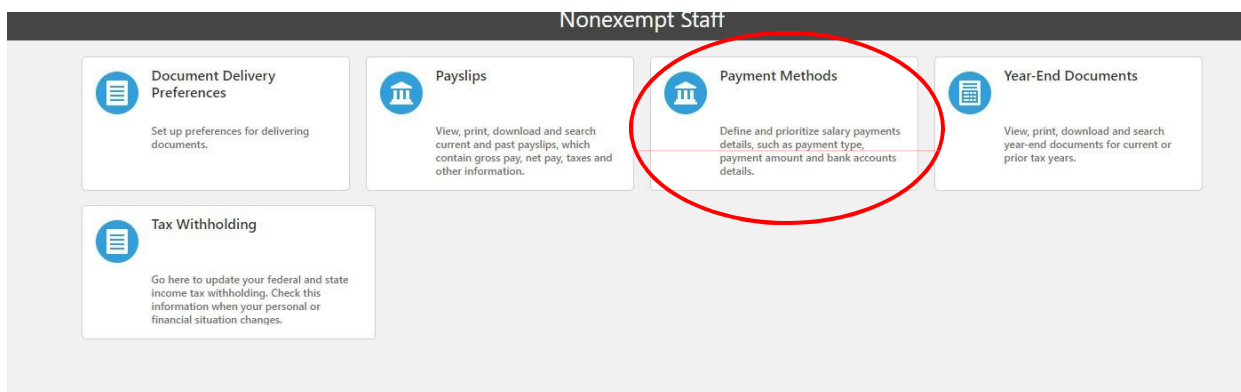 Nonexempt Staff
Document Delivery
Preferences
Set up preferences for delivering
documents.
Payslips
View, print, download and search
current and past payslips, which
contain gross pay, net pay, taxes and
other information.
Payment Methods
Define and prioritize salary payments
details, such as payment type,
payment amount and bank accounts
details.
Year-End Documents
View, print, download and search
year-end documents for current or
prior tax years.
Tax Withholding
Go here to update your federal and state
income tax withholding. Check this
information when your personal or
financial situation changes.